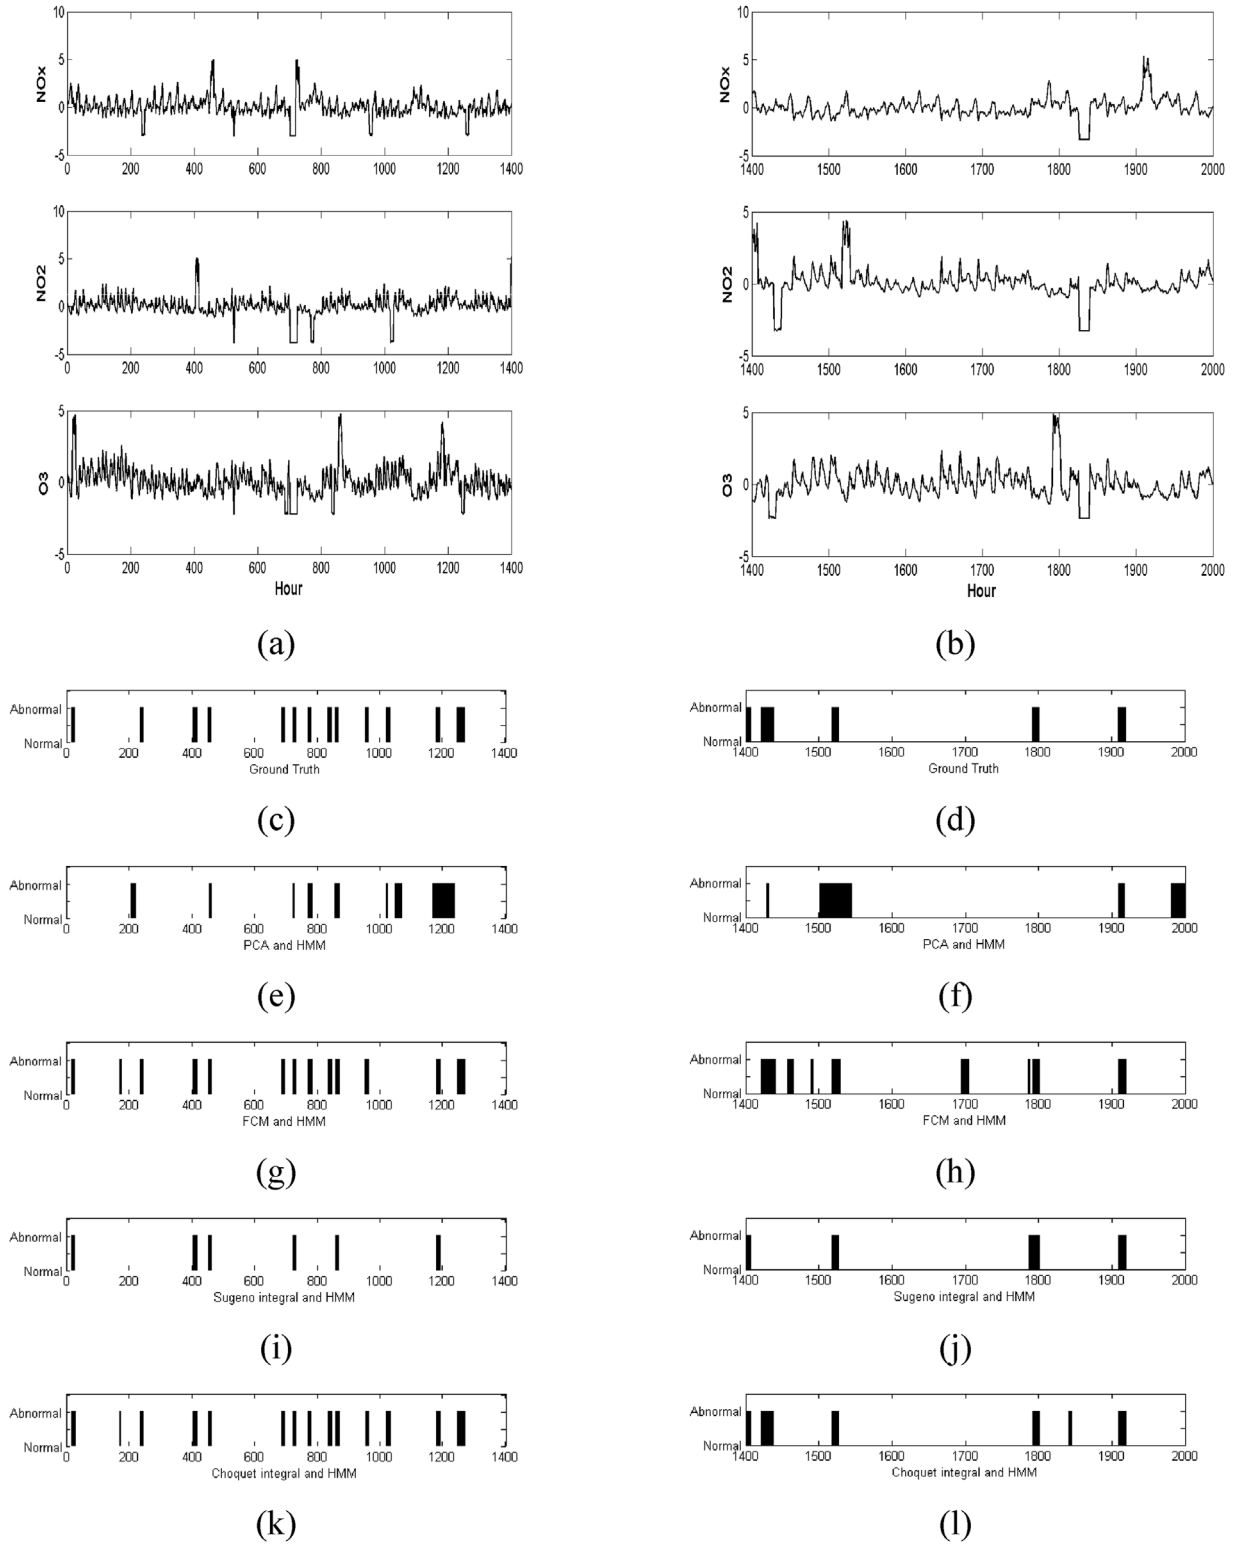 10
5
0
-5
NOx
0 200 400 600 800 1000 1200 1400
10
5
0
-5
NOx
1400 1500 1600 1700 1800 1900 2000
10
5
0
-5
NO2
0 200 400 600 800 1000 1200 1400
5
0
-5
NO2
1400 1500 1600 1700 1800 1900 2000
5
0
-5
O3
0 200 400 600 800 1000 1200 1400
Hour
5
0
-5
O3
1400 1500 1600 1700 1800 1900 2000
Hour
(a)
(b)
Abnormal
Normal
0 200 400 600 800 1000 1200 1400
Ground Truth
Abnormal
Normal
1400 1500 1600 1700 1800 1900 2000
Ground Truth
(c)
(d)
Abnormal
Normal
0 200 400 600 800 1000 1200 1400
PCA and HMM
Abnormal
Normal
1400 1500 1600 1700 1800 1900 2000
PCA and HMM
(e)
(f)
Abnormal
Normal
0 200 400 600 800 1000 1200 1400
FCM and HMM
Abnormal
Normal
1400 1500 1600 1700 1800 1900 2000
FCM and HMM
(g)
(h)
Abnormal
Normal
0 200 400 600 800 1000 1200 1400
Sugeno integral and HMM
Abnormal
Normal
1400 1500 1600 1700 1800 1900 2000
Sugeno integral and HMM
(i)
(j)
Abnormal
Normal
0 200 400 600 800 1000 1200 1400
Choquet integral and HMM
Abnormal
Normal
1400 1500 1600 1700 1800 1900 2000
Choquet integral and HMM
(k)
(l)